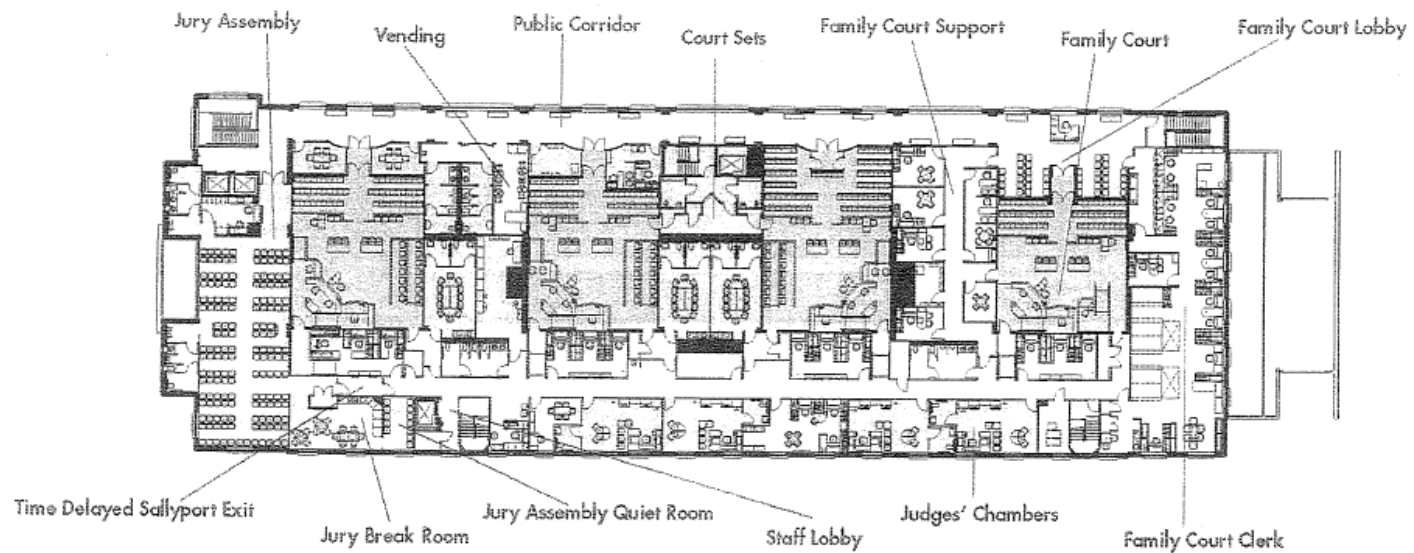 Jury Assembly
Vending
Public Corridor
Court Sets
Family Court Support
Family Court
Family Court Lobby
Time Delayed Sallyport Exit
Jury Break Room
Jury Assembly Quiet Room
Staff Lobby
Judges' Chambers
Family Court Clerk